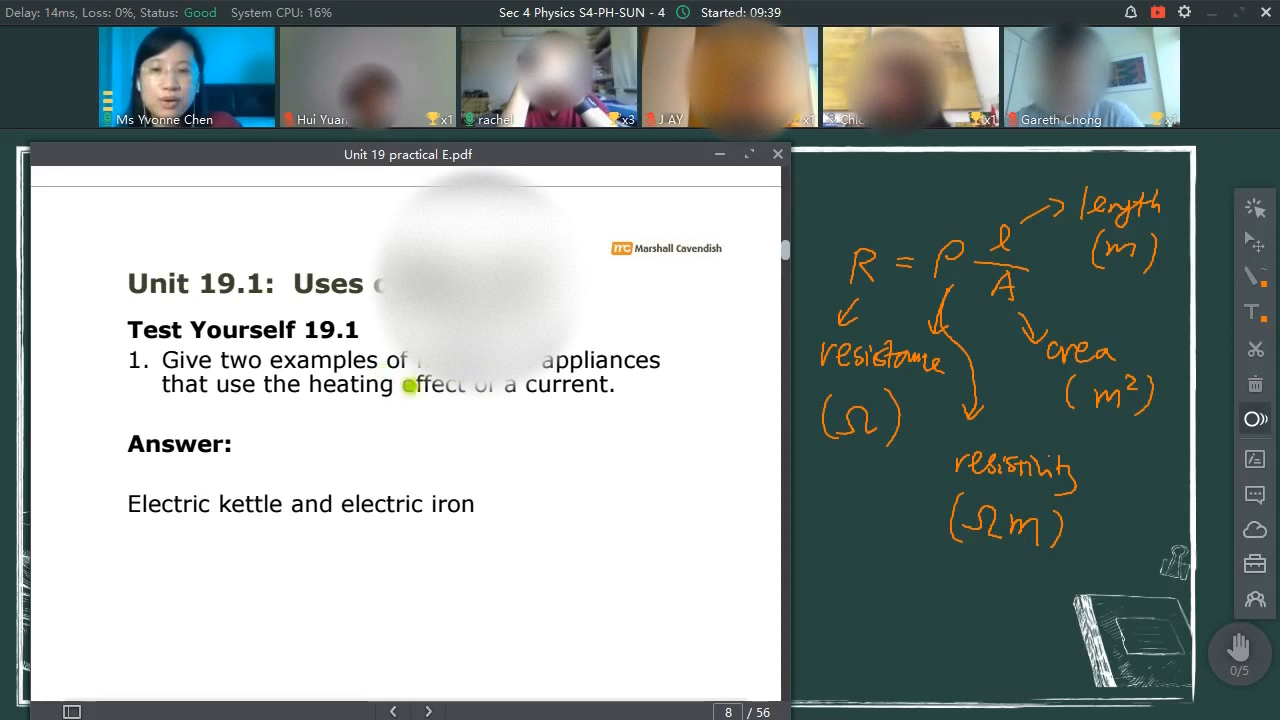 Delay: 14ms, Loss: 0%, Status: Good System CPU: 16% Sec 4 Physics S4-PH-SUN - 4 Started: 09:39
Ms Yvonne Chen Hui Yuan x1 rachel x3 J AY x1 x1 Gareth Chong x1
Unit 19 practical E.pdf
mc Marshall Cavendish
Unit 19.1: Uses
Test Yourself 19.1
1. Give two examples of appliances
that use the heating effect of a current.
Answer:
Electric kettle and electric iron
8 / 56
R = ρ l / A
length
(m)
resistance
(Ω)
area
(m²)
resistivity
(Ωm)
0/5